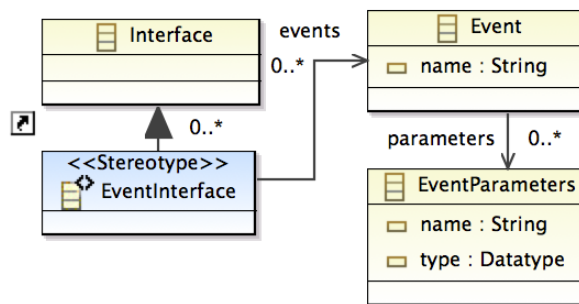 Interface
events
0..*
Event
name : String
0..*
<<Stereotype>>
EventInterface
parameters
0..*
EventParameters
name : String
type : Datatype